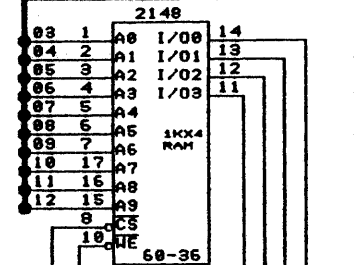 2148
03 1 A0 I/O0 14
04 2 A1 I/O1 13
05 3 A2 I/O2 12
06 4 A3 I/O3 11
07 5 A4
08 6 A5
09 7 A6
10 17 A7
11 16 A8
12 15 A9
1KX4
RAM
8 CS
10 WE
60-36